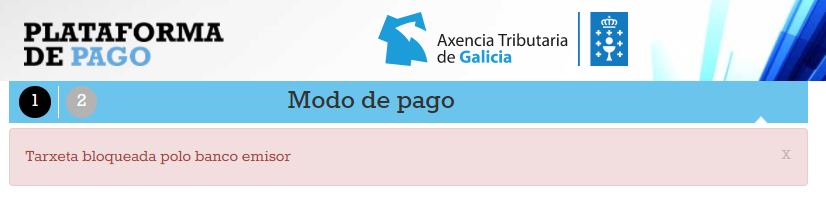 PLATAFORMA
DE PAGO
Axencia Tributaria
de Galicia
1
2
Modo de pago
Tarxeta bloqueada polo banco emisor
x